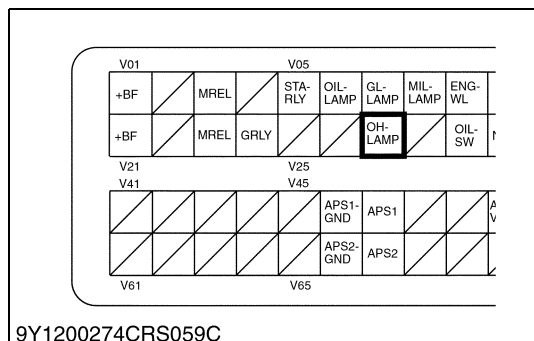 V01 V05
+BF MREL STA-RLY OIL-LAMP GL-LAMP MIL-LAMP ENG-WL
+BF MREL GRLY OH-LAMP OIL-SW
V21 V25
V41 V45
APS1-GND APS1
APS2-GND APS2
V61 V65
9Y1200274CRS059C